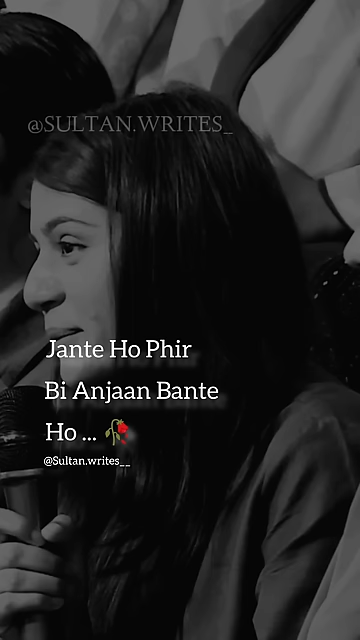 @SULTAN.WRITES_
Jante Ho Phir
Bi Anjaan Bante
Ho ... 🥀
@Sultan.writes__